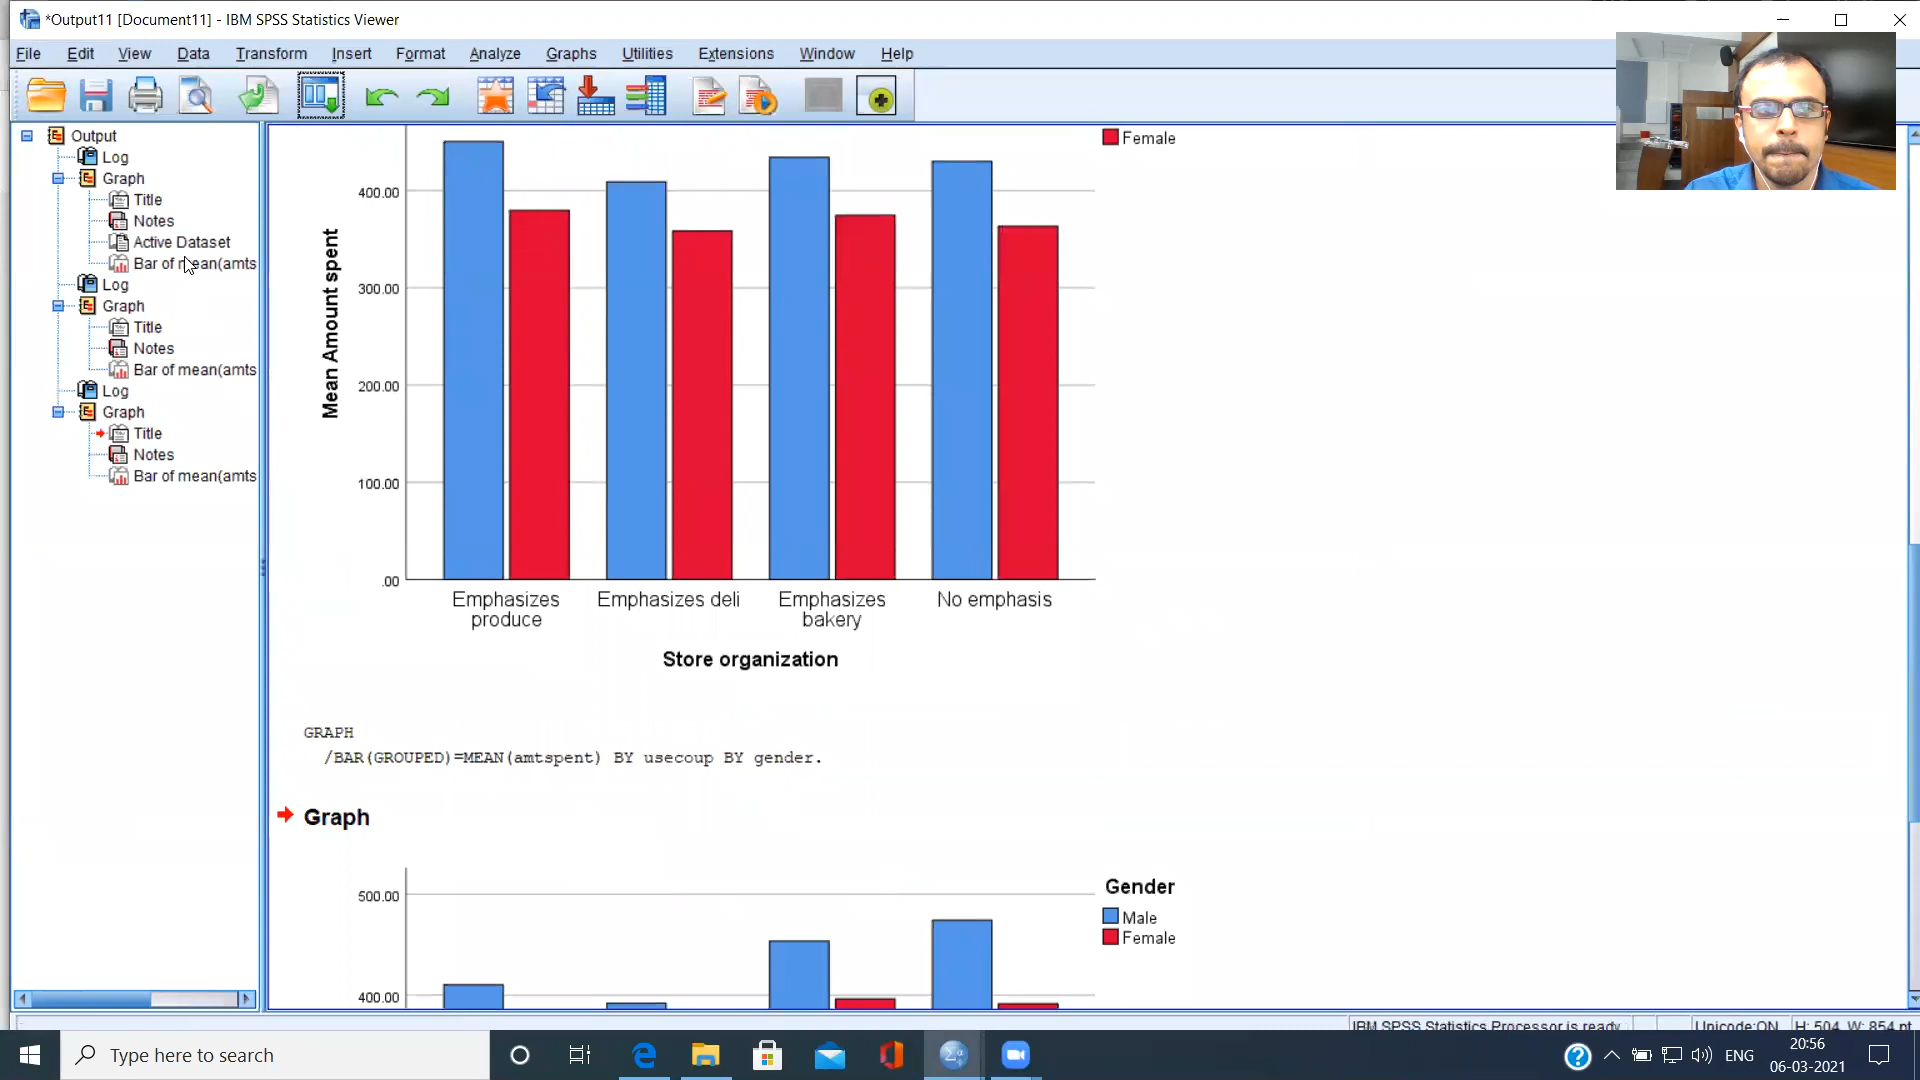 *Output11 [Document11] - IBM SPSS Statistics Viewer
File Edit View Data Transform Insert Format Analyze Graphs Utilities Extensions Window Help
Output
Log
Graph
Title
Notes
Active Dataset
Bar of mean(amts
Log
Graph
Title
Notes
Bar of mean(amts
Log
Graph
Title
Notes
Bar of mean(amts
Female
400.00
300.00
200.00
100.00
.00
Mean Amount spent
Emphasizes produce
Emphasizes deli
Emphasizes bakery
No emphasis
Store organization
GRAPH
/BAR(GROUPED)=MEAN(amtspent) BY usecoup BY gender.
Graph
500.00
400.00
Gender
Male
Female
IBM SPSS Statistics Processor is ready
Unicode:ON
H: 504, W: 854 pt
Type here to search
ENG
20:56
06-03-2021